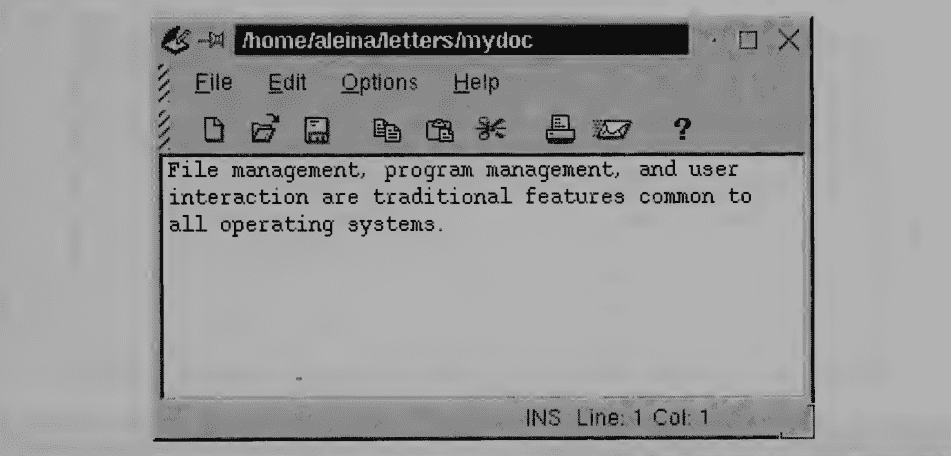 /home/aleina/letters/mydoc
File Edit Options Help
?
File management, program management, and user
interaction are traditional features common to
all operating systems.
INS Line: 1 Col: 1